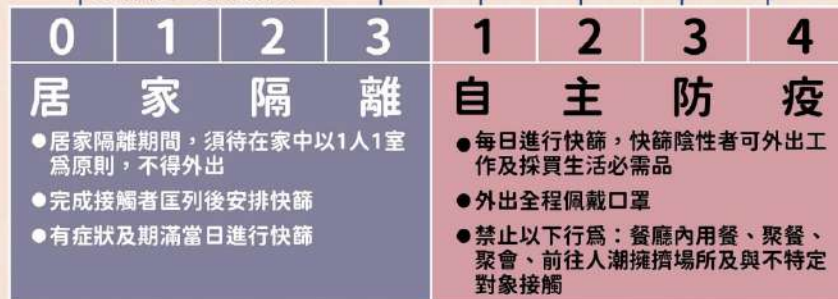 0 1 2 3 1 2 3 4
居家隔離
●居家隔離期間，須待在家中以1人1室
為原則，不得外出
●完成接觸者匡列後安排快篩
●有症狀及期滿當日進行快篩
自主防疫
●每日進行快篩，快篩陰性者可外出工
作及採買生活必需品
●外出全程佩戴口罩
●禁止以下行為：餐廳內用餐、聚餐、
聚會、前往人潮擁擠場所及與不特定
對象接觸